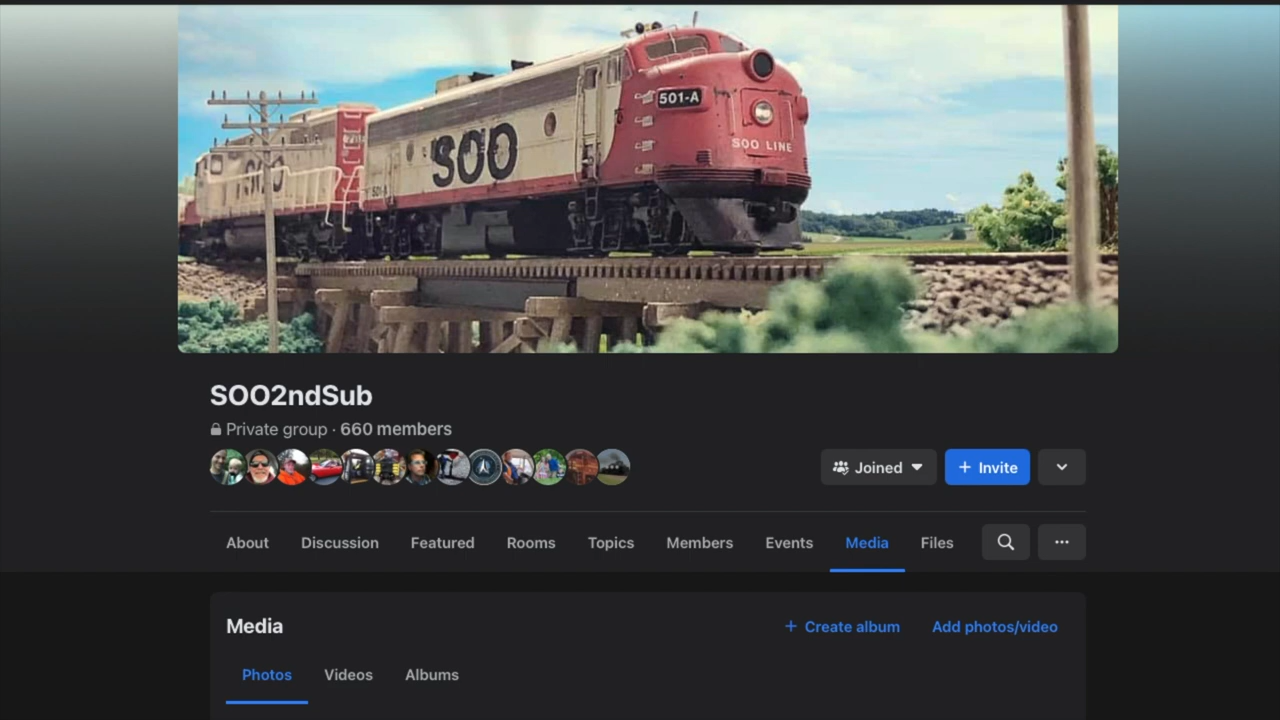 501-A
SOO LINE
SOO
SOO2ndSub
Private group · 660 members
Joined
+ Invite
About Discussion Featured Rooms Topics Members Events Media Files
Media
+ Create album Add photos/video
Photos Videos Albums